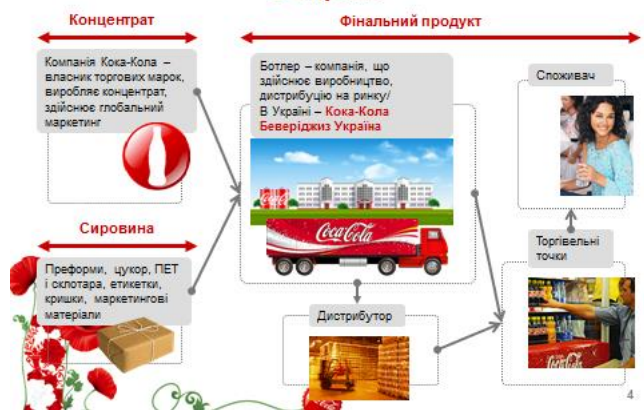 Концентрат
Фінальний продукт
Компанія Кока-Кола –
власник торгових марок,
виробляє концентрат,
здійснює глобальний
маркетинг
Ботлер – компанія, що
здійснює виробництво,
дистрибуцію на ринку/
В Україні – Кока-Кола
Беверіджиз Україна
Споживач
Coca-Cola
Сировина
Преформи, цукор, ПЕТ
і склотара, етикетки,
кришки, маркетингові
матеріали
Дистрибутор
Торгівельні
точки
4